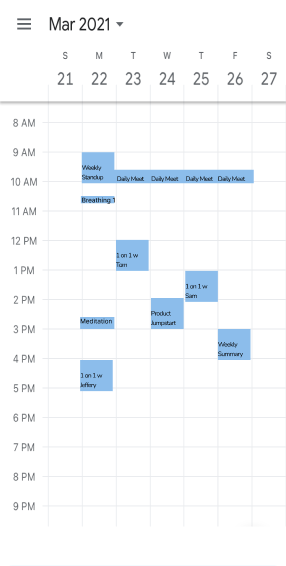 Mar 2021
S M T W T F S
21 22 23 24 25 26 27
8 AM
9 AM
Weekly
Standup
Daily Meet Daily Meet Daily Meet Daily Meet
10 AM
Breathing
11 AM
12 PM
1 on 1 w
Tom
1 PM
1 on 1 w
Sam
2 PM
Product
Jumpstart
Meditation
3 PM
Weekly
Summary
4 PM
1 on 1 w
Jeffery
5 PM
6 PM
7 PM
8 PM
9 PM